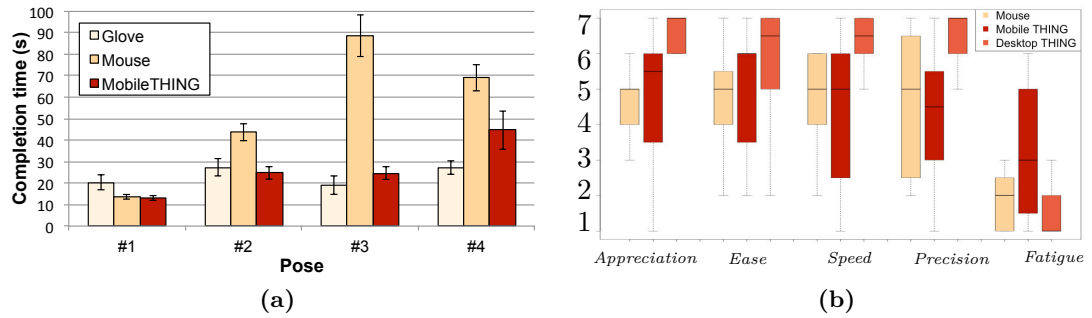 100
90
80
70
60
50
40
30
20
10
0
Completion time (s)
Glove
Mouse
MobileTHING
#1 #2 #3 #4
Pose
(a)
7
6
5
4
3
2
1
Mouse
Mobile THING
Desktop THING
Appreciation Ease Speed Precision Fatigue
(b)